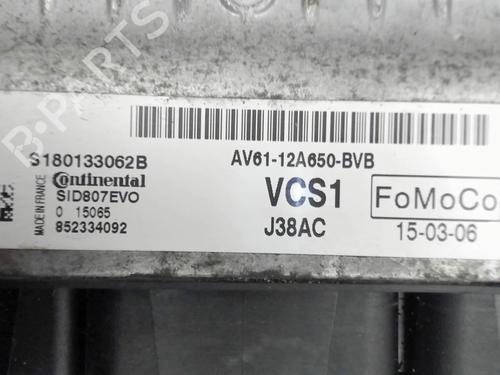 B-Parts
S180133062B
AV61-12A650-BVB
MADE IN FRANCE
Continental
SID807EVO
0 15065
852334092
VCS1
J38AC
FoMoCo
15-03-06